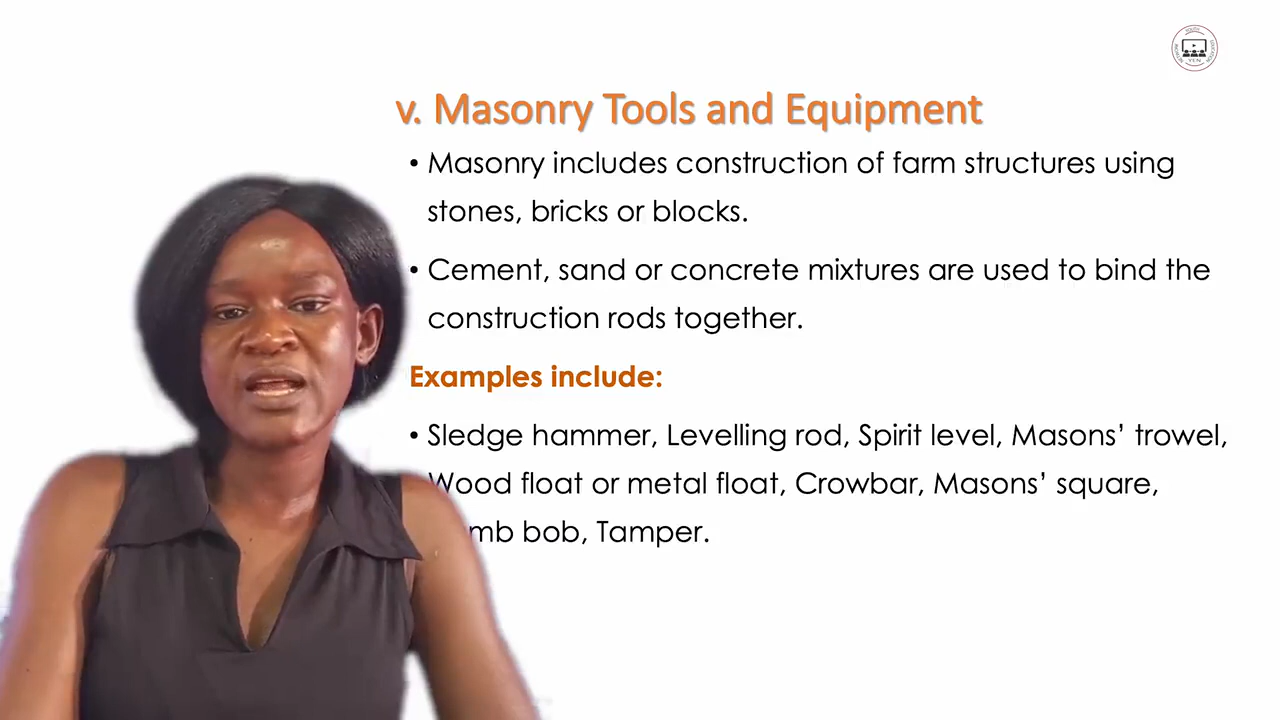 v. Masonry Tools and Equipment
• Masonry includes construction of farm structures using
stones, bricks or blocks.
• Cement, sand or concrete mixtures are used to bind the
construction rods together.
Examples include:
• Sledge hammer, Levelling rod, Spirit level, Masons’ trowel,
Wood float or metal float, Crowbar, Masons’ square,
mb bob, Tamper.
YEN